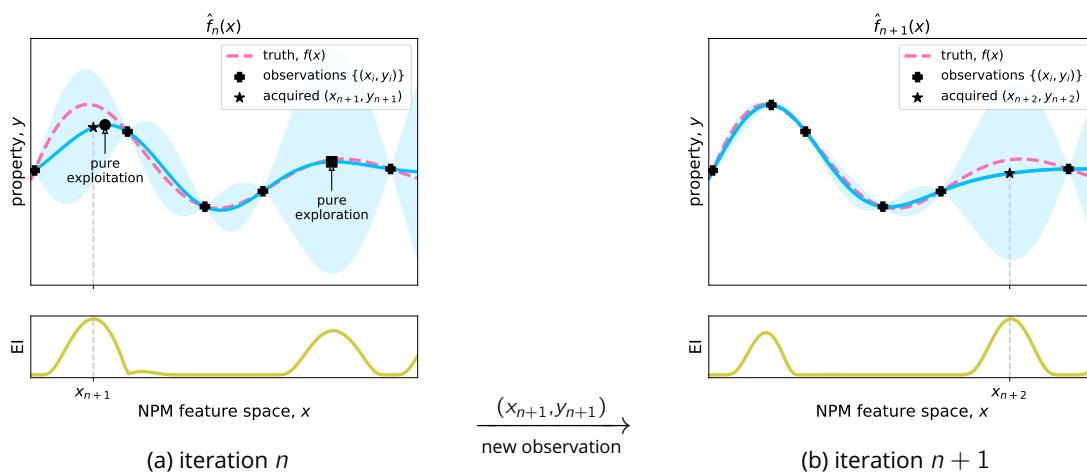 f̂ₙ(x)
property, y
truth, f(x)
observations {(xᵢ, yᵢ)}
acquired (xₙ₊₁, yₙ₊₁)
pure
exploitation
pure
exploration
EI
xₙ₊₁
NPM feature space, x
(a) iteration n
(xₙ₊₁, yₙ₊₁)
new observation
f̂ₙ₊₁(x)
property, y
truth, f(x)
observations {(xᵢ, yᵢ)}
acquired (xₙ₊₂, yₙ₊₂)
EI
xₙ₊₂
NPM feature space, x
(b) iteration n + 1